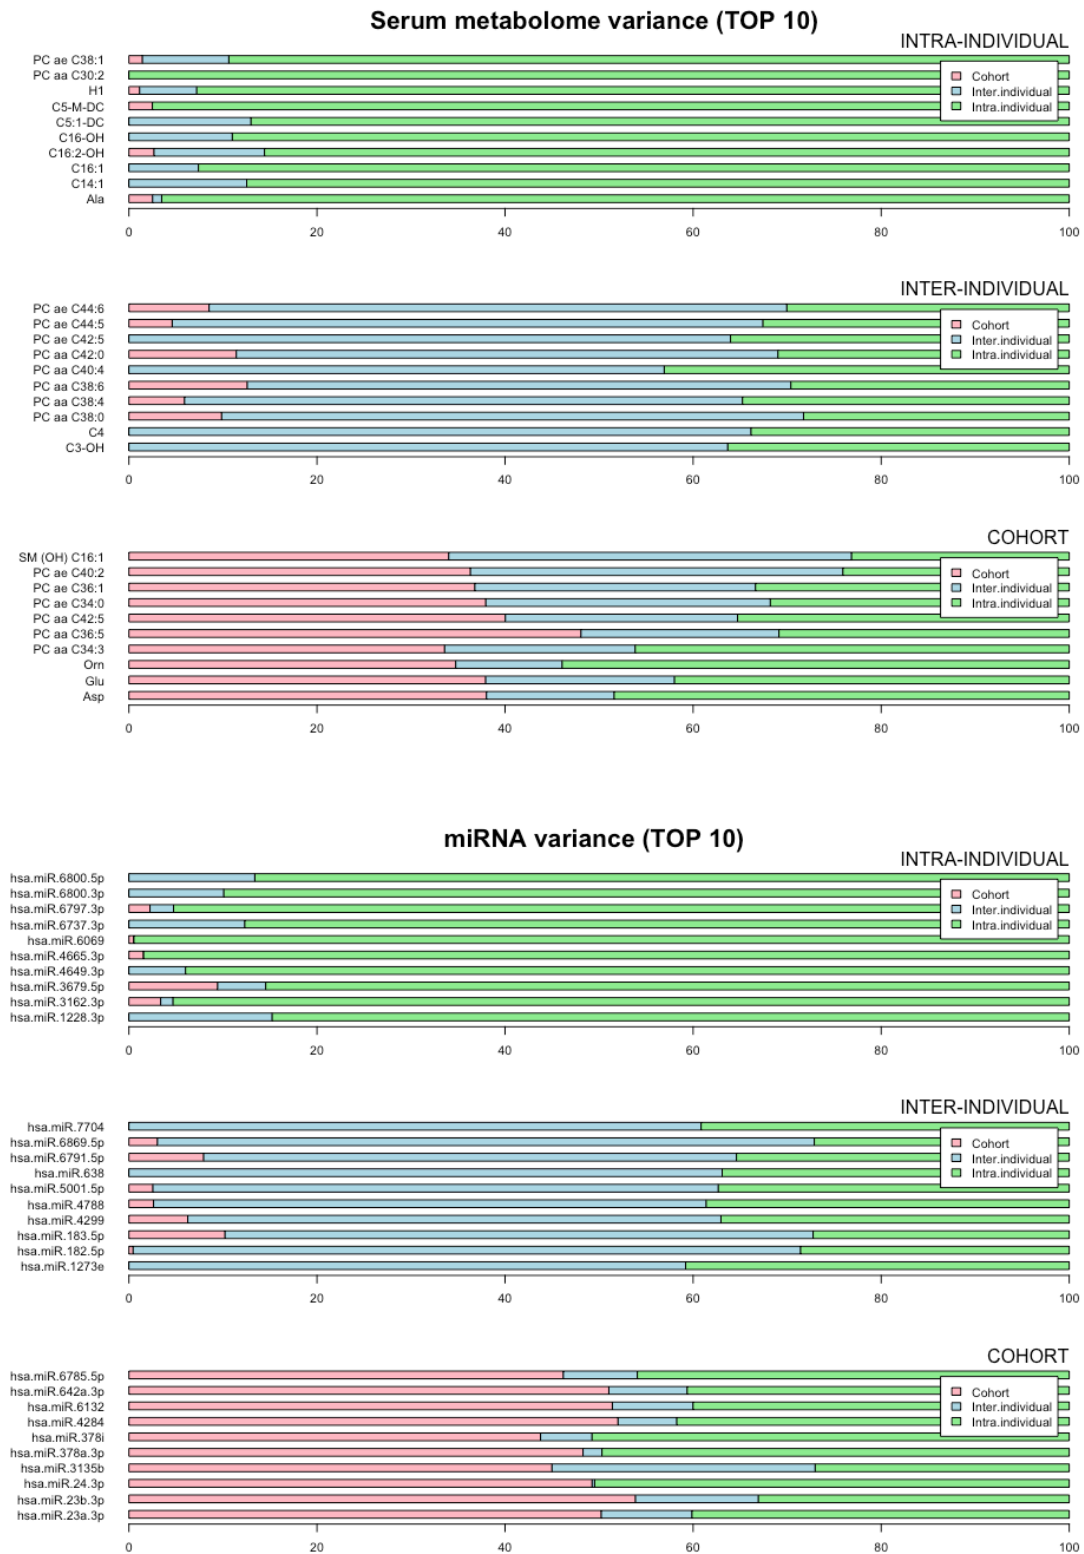 Serum metabolome variance (TOP 10)
INTRA-INDIVIDUAL
PC ae C38:1
PC aa C30:2
H1
C5-M-DC
C5:1-DC
C16-OH
C16:2-OH
C16:1
C14:1
Ala
Cohort
Inter.individual
Intra.individual
0 20 40 60 80 100
INTER-INDIVIDUAL
PC ae C44:6
PC ae C44:5
PC ae C42:5
PC aa C42:0
PC aa C40:4
PC aa C38:6
PC aa C38:4
PC aa C38:0
C4
C3-OH
Cohort
Inter.individual
Intra.individual
0 20 40 60 80 100
COHORT
SM (OH) C16:1
PC ae C40:2
PC ae C36:1
PC ae C34:0
PC aa C42:5
PC aa C36:5
PC aa C34:3
Orn
Glu
Asp
Cohort
Inter.individual
Intra.individual
0 20 40 60 80 100
miRNA variance (TOP 10)
INTRA-INDIVIDUAL
hsa.miR.6800.5p
hsa.miR.6800.3p
hsa.miR.6797.3p
hsa.miR.6737.3p
hsa.miR.6069
hsa.miR.4665.3p
hsa.miR.4649.3p
hsa.miR.3679.5p
hsa.miR.3162.3p
hsa.miR.1228.3p
Cohort
Inter.individual
Intra.individual
0 20 40 60 80 100
INTER-INDIVIDUAL
hsa.miR.7704
hsa.miR.6869.5p
hsa.miR.6791.5p
hsa.miR.638
hsa.miR.5001.5p
hsa.miR.4788
hsa.miR.4299
hsa.miR.183.5p
hsa.miR.182.5p
hsa.miR.1273e
Cohort
Inter.individual
Intra.individual
0 20 40 60 80 100
COHORT
hsa.miR.6785.5p
hsa.miR.642a.3p
hsa.miR.6132
hsa.miR.4284
hsa.miR.378i
hsa.miR.378a.3p
hsa.miR.3135b
hsa.miR.24.3p
hsa.miR.23b.3p
hsa.miR.23a.3p
Cohort
Inter.individual
Intra.individual
0 20 40 60 80 100